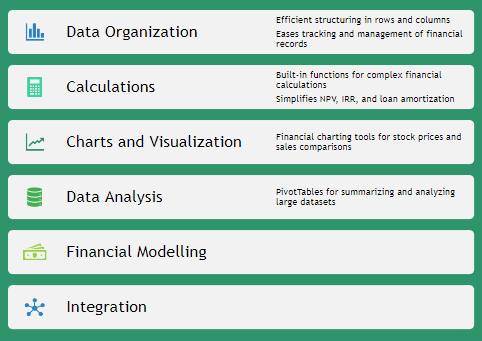 Data Organization
Efficient structuring in rows and columns
Eases tracking and management of financial
records
Calculations
Built-in functions for complex financial
calculations
Simplifies NPV, IRR, and loan amortization
Charts and Visualization
Financial charting tools for stock prices and
sales comparisons
Data Analysis
PivotTables for summarizing and analyzing
large datasets
Financial Modelling
Integration